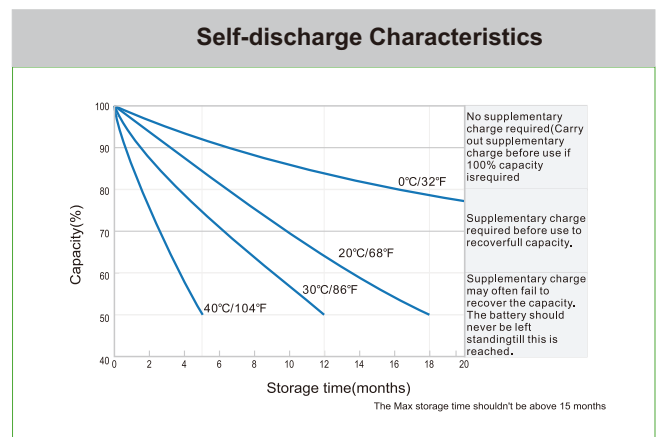 Self-discharge Characteristics
100
90
80
70
60
50
40
Capacity(%)
0 2 4 6 8 10 12 14 16 18 20
Storage time(months)
0℃/32℉
20℃/68℉
30℃/86℉
40℃/104℉
No supplementary
charge required(Carry
out supplementary
charge before use if
100% capacity
isrequired
Supplementary charge
required before use to
recoverfull capacity.
Supplementary charge
may often fail to
recover the capacity.
The battery should
never be left
standingtill this is
reached.
The Max storage time shouldn't be above 15 months